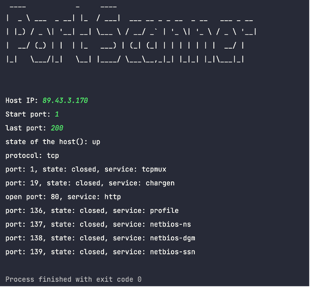 Port Scanner
Host IP: 89.43.3.170
Start port: 1
last port: 200
state of the host(): up
protocol: tcp
port: 1, state: closed, service: tcpmux
port: 19, state: closed, service: chargen
open port: 80, service: http
port: 136, state: closed, service: profile
port: 137, state: closed, service: netbios-ns
port: 138, state: closed, service: netbios-dgm
port: 139, state: closed, service: netbios-ssn
Process finished with exit code 0